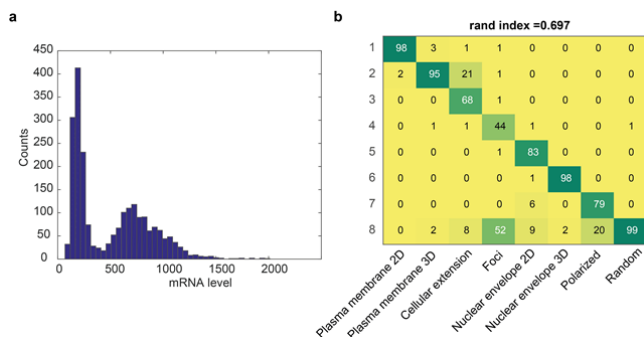 a
450
400
350
300
250
200
150
100
50
0
Counts
0 500 1000 1500 2000
mRNA level
b
rand index =0.697
1 98 3 1 1 0 0 0 0
2 2 95 21 1 0 0 0 0
3 0 0 68 1 0 0 0 0
4 0 1 1 44 1 0 0 1
5 0 0 0 1 83 0 0 0
6 0 0 0 0 1 98 0 0
7 0 0 0 0 6 0 79 0
8 0 2 8 52 9 2 20 99
Plasma membrane 2D
Plasma membrane 3D
Cellular extension
Foci
Nuclear envelope 2D
Nuclear envelope 3D
Polarized
Random